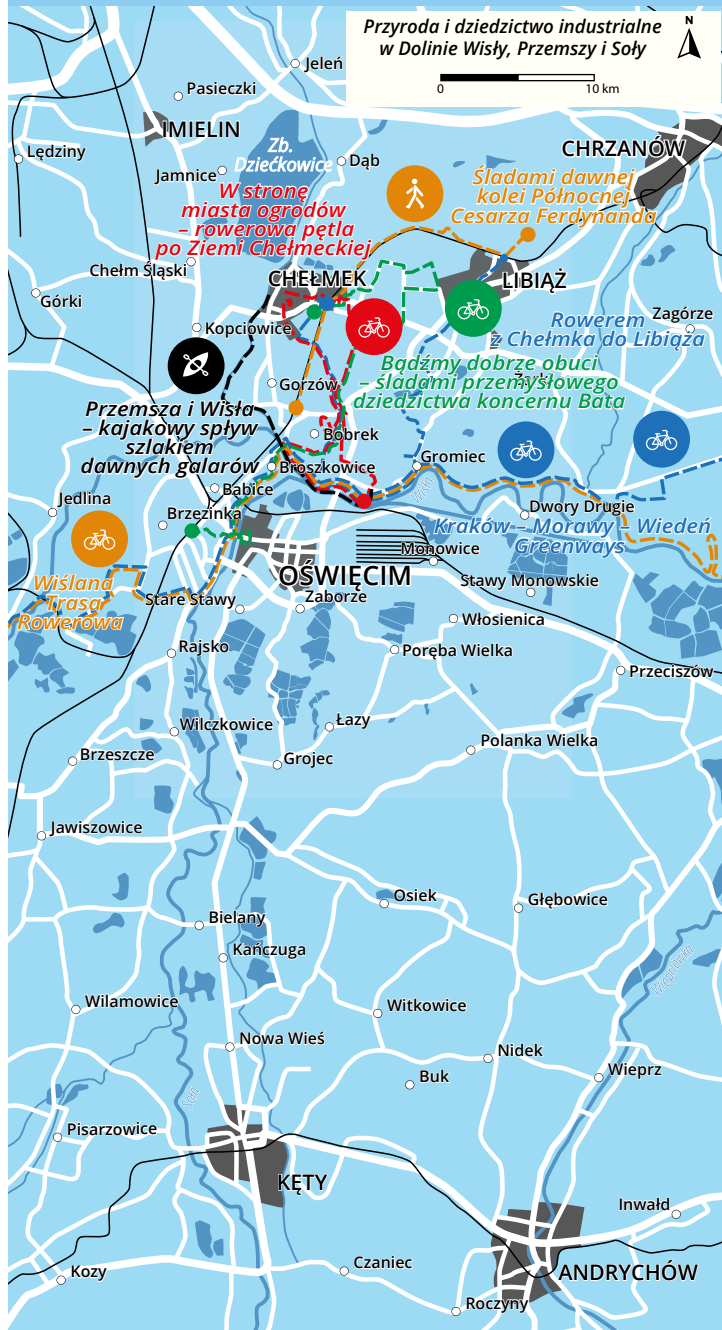 Przyroda i dziedzictwo industrialne
w Dolinie Wisły, Przemszy i Soły
N
0
10 km
Jeleń
Pasieczki
IMIELIN
CHRZANÓW
Lędziny
Zb.
Dziećkowice
Dąb
Jamnice
Śladami dawnej
kolei Północnej
Cesarza Ferdynanda
W stronę
miasta ogrodów
– rowerowa pętla
po Ziemi Chełmeckiej
Chełm Śląski
CHEŁMEK
LIBIĄŻ
Górki
Kopciowice
Zagórze
Rowerem
z Chełmka do Libiąża
Bądźmy dobrze obuci
– śladami przemysłowego
dziedzictwa koncernu Bata
Gorzów
Przemsza i Wisła
– kajakowy spływ
szlakiem
dawnych galarów
Bobrek
Broszkowice
Gromiec
Babice
Jedlina
Brzezinka
Dwory Drugie
Kraków – Morawy – Wiedeń
Greenways
Monowice
OŚWIĘCIM
Wiślana
Trasa
Rowerowa
Stare Stawy
Zaborze
Stawy Monowskie
Włosienica
Rajsko
Poręba Wielka
Przeciszów
Wilczkowice
Łazy
Polanka Wielka
Brzeszcze
Grojec
Jawiszowice
Osiek
Głębowice
Bielany
Kańczuga
Wieprzówka
Wilamowice
Witkowice
Nowa Wieś
Nidek
Buk
Wieprz
Soła
Pisarzowice
KĘTY
Inwałd
Czaniec
Kozy
ANDRYCHÓW
Roczyny